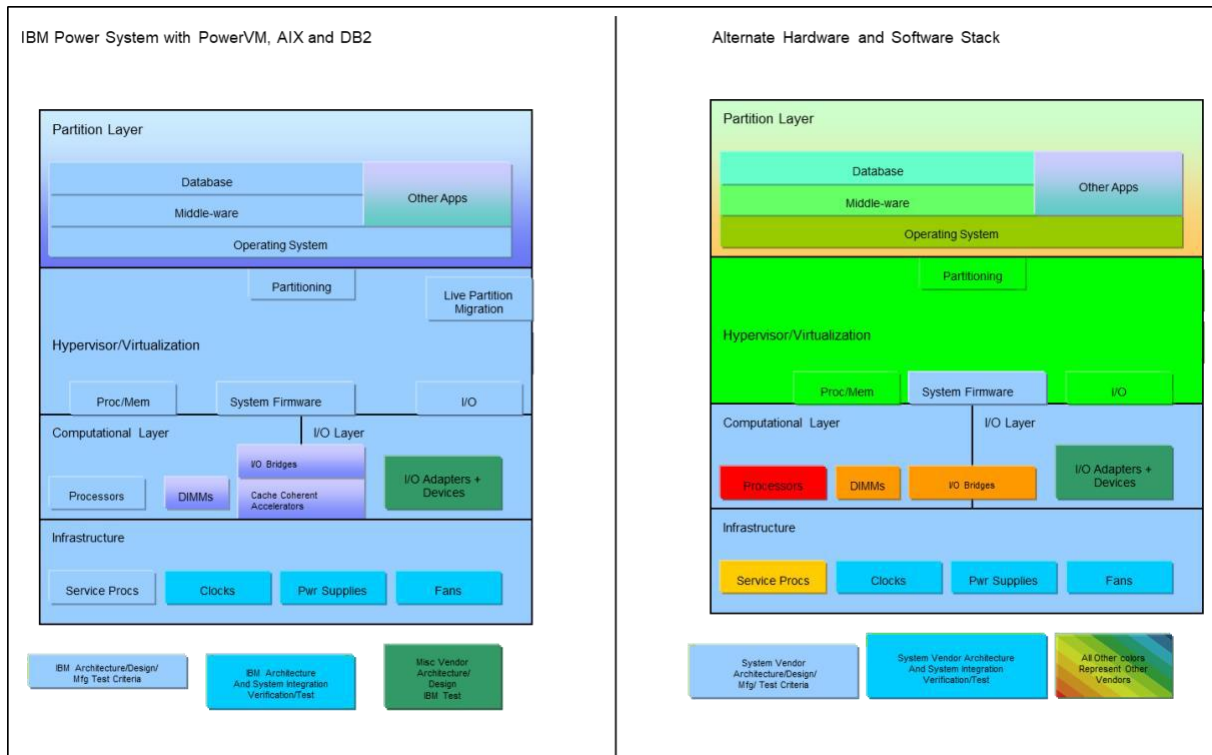 IBM Power System with PowerVM, AIX and DB2
Partition Layer
Database
Other Apps
Middle-ware
Operating System
Partitioning
Live Partition
Migration
Hypervisor/Virtualization
Proc/Mem
System Firmware
I/O
Computational Layer
I/O Layer
I/O Bridges
Processors
DIMMs
Cache Coherent
Accelerators
I/O Adapters +
Devices
Infrastructure
Service Procs
Clocks
Pwr Supplies
Fans
IBM Architecture/Design/
Mfg Test Criteria
IBM Architecture
And System Integration
Verification/Test
Misc Vendor
Architecture/
Design
IBM Test
Alternate Hardware and Software Stack
Partition Layer
Database
Other Apps
Middle-ware
Operating System
Partitioning
Hypervisor/Virtualization
Proc/Mem
System Firmware
I/O
Computational Layer
I/O Layer
Processors
DIMMs
I/O Bridges
I/O Adapters +
Devices
Infrastructure
Service Procs
Clocks
Pwr Supplies
Fans
System Vendor
Architecture/Design/
Mfg/ Test Criteria
System Vendor Architecture
And System Integration
Verification/Test
All Other colors
Represent Other
Vendors